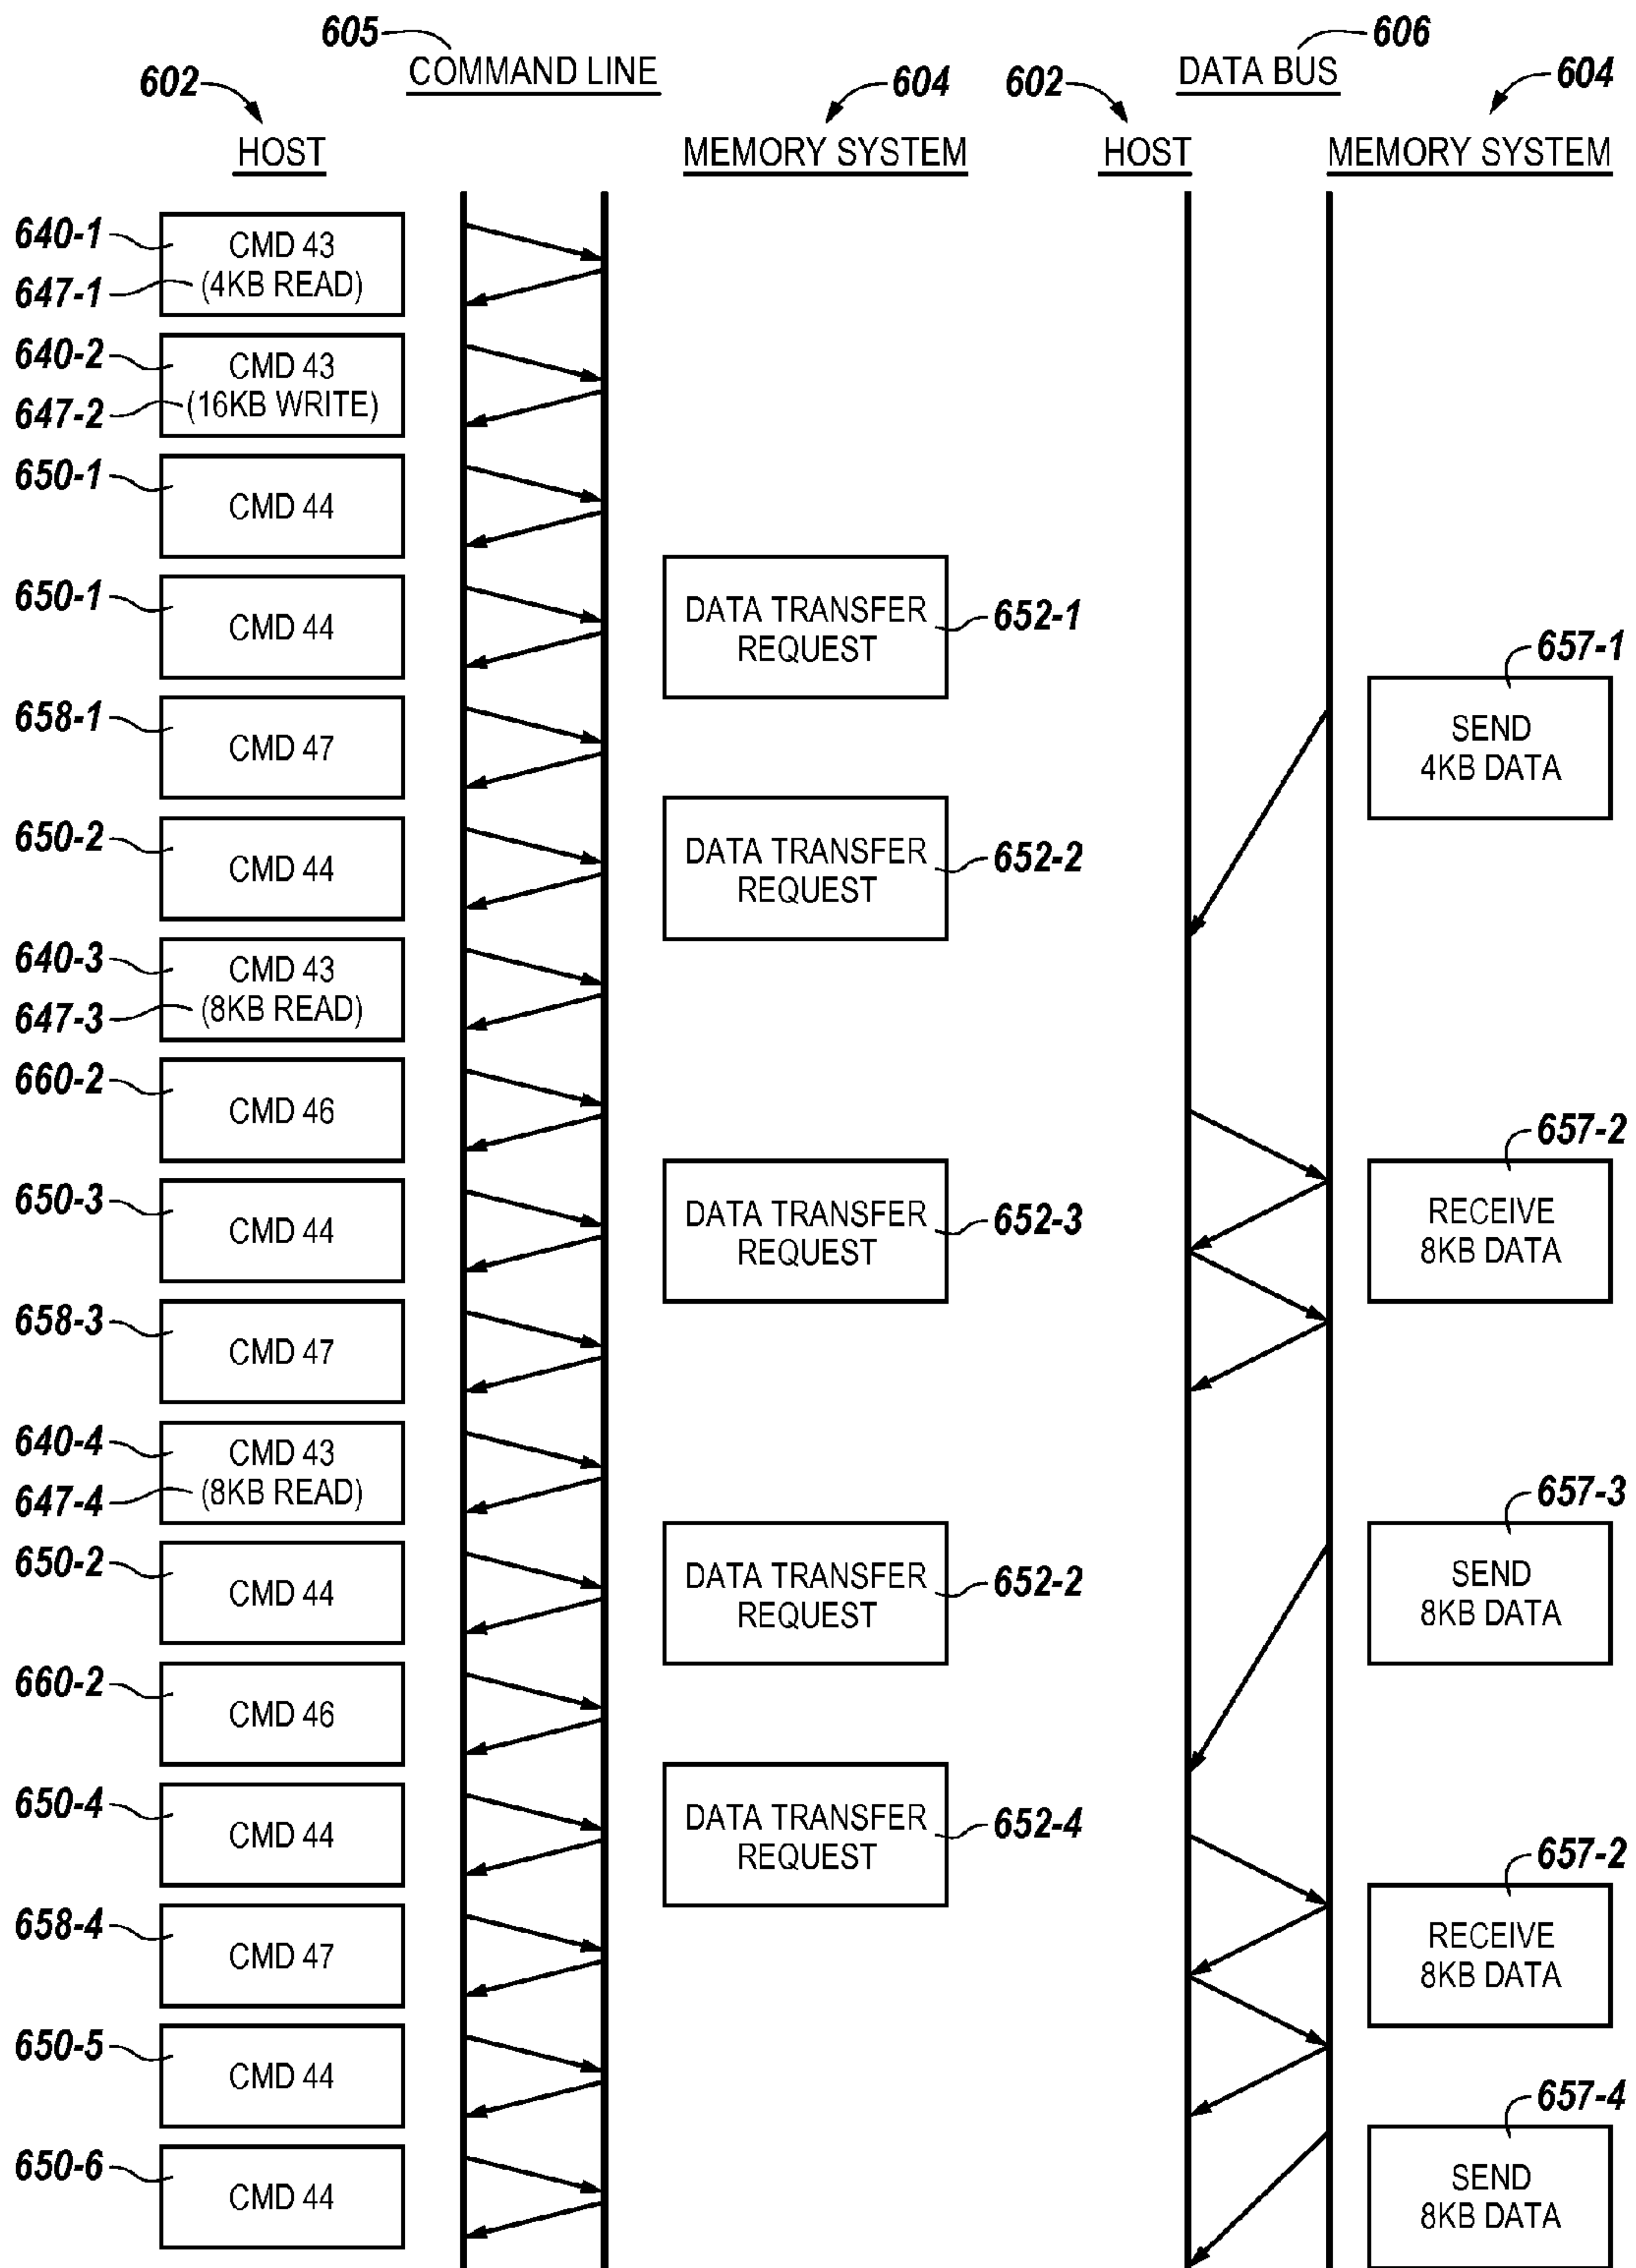 605
COMMAND LINE
606
DATA BUS
602
604
602
604
HOST
MEMORY SYSTEM
HOST
MEMORY SYSTEM
640-1
CMD 43
647-1
(4KB READ)
640-2
CMD 43
647-2
(16KB WRITE)
650-1
CMD 44
650-1
CMD 44
DATA TRANSFER
REQUEST
652-1
657-1
SEND
4KB DATA
658-1
CMD 47
650-2
CMD 44
DATA TRANSFER
REQUEST
652-2
640-3
CMD 43
647-3
(8KB READ)
660-2
CMD 46
657-2
RECEIVE
8KB DATA
650-3
CMD 44
DATA TRANSFER
REQUEST
652-3
658-3
CMD 47
640-4
CMD 43
647-4
(8KB READ)
657-3
SEND
8KB DATA
650-2
CMD 44
DATA TRANSFER
REQUEST
652-2
660-2
CMD 46
650-4
CMD 44
DATA TRANSFER
REQUEST
652-4
657-2
RECEIVE
8KB DATA
658-4
CMD 47
650-5
CMD 44
657-4
SEND
8KB DATA
650-6
CMD 44